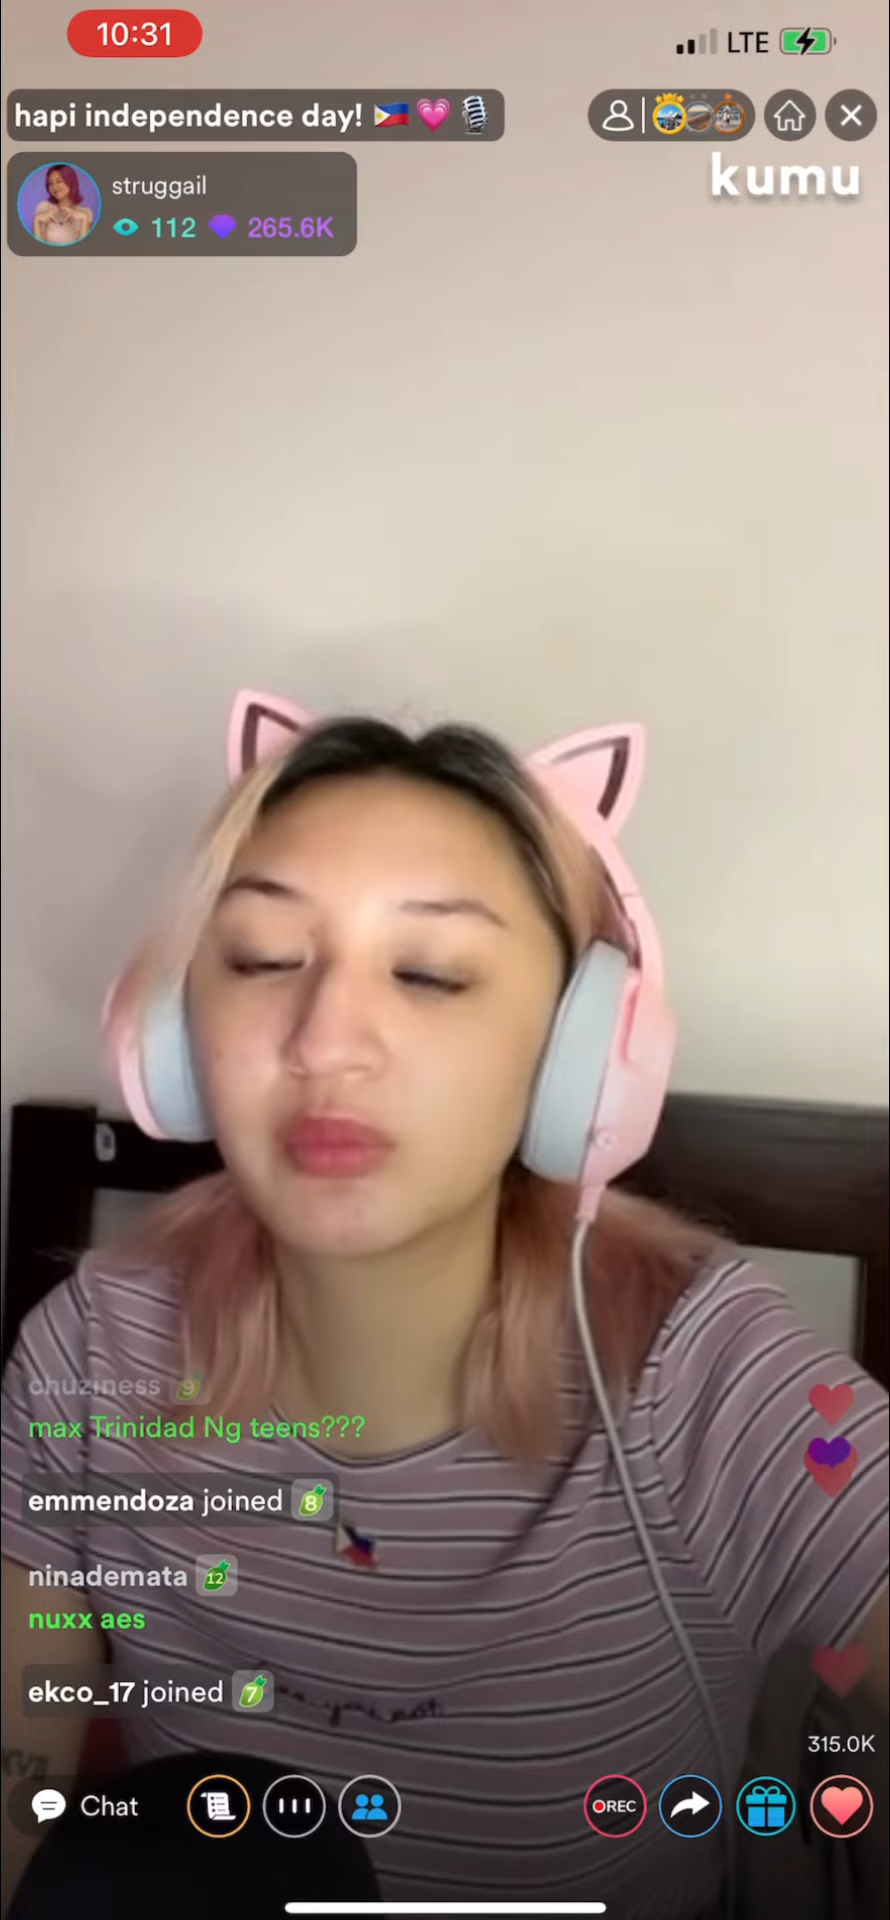 10:31
LTE
hapi independence day! 🇵🇭💗🎙️
struggail
112 265.6K
kumu
chuziness 9
max Trinidad Ng teens???
emmendoza joined 8
ninademata 12
nuxx aes
ekco_17 joined 7
315.0K
Chat
REC